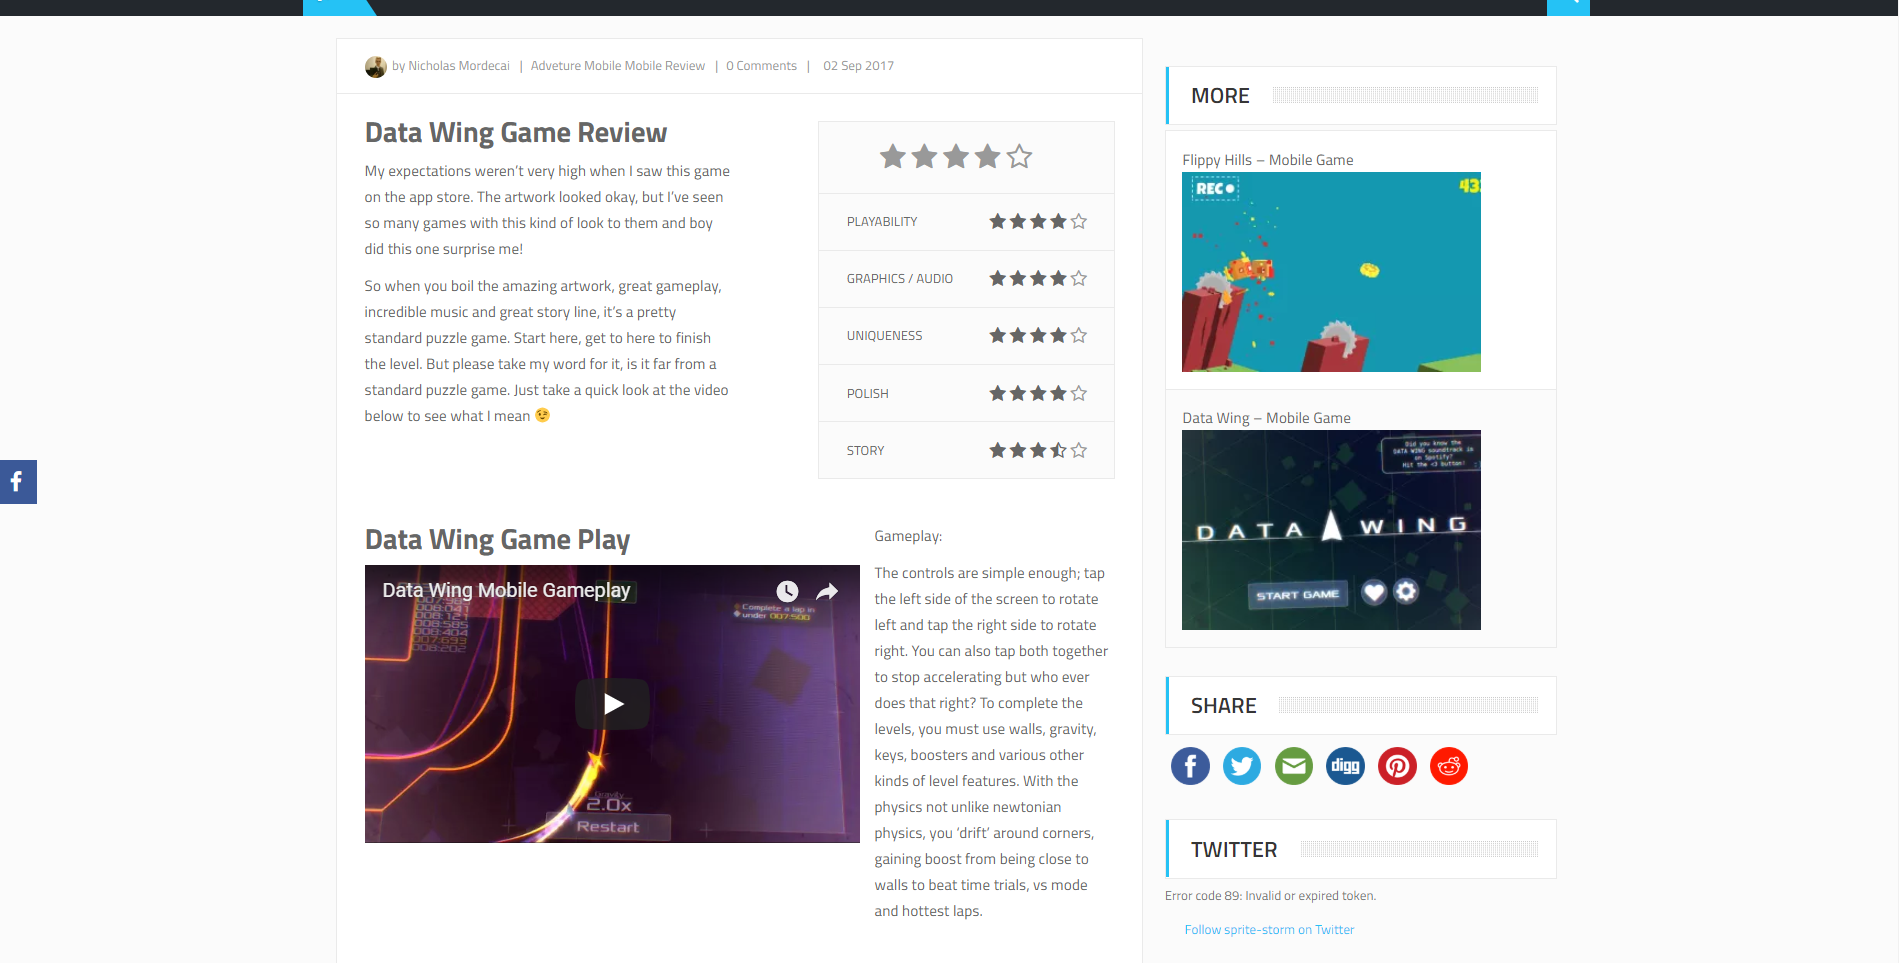 by Nicholas Mordecai | Adveture Mobile Mobile Review | 0 Comments | 02 Sep 2017
Data Wing Game Review
My expectations weren’t very high when I saw this game
on the app store. The artwork looked okay, but I’ve seen
so many games with this kind of look to them and boy
did this one surprise me!
So when you boil the amazing artwork, great gameplay,
incredible music and great story line, it’s a pretty
standard puzzle game. Start here, get to here to finish
the level. But please take my word for it, is it far from a
standard puzzle game. Just take a quick look at the video
below to see what I mean 😉
PLAYABILITY
GRAPHICS / AUDIO
UNIQUENESS
POLISH
STORY
Data Wing Game Play
Data Wing Mobile Gameplay
008:041
008:121
008:585
008:404
007:693
008:202
Complete a lap in
under 007:500
Gravity
2.0x
Restart
Gameplay:
The controls are simple enough; tap
the left side of the screen to rotate
left and tap the right side to rotate
right. You can also tap both together
to stop accelerating but who ever
does that right? To complete the
levels, you must use walls, gravity,
keys, boosters and various other
kinds of level features. With the
physics not unlike newtonian
physics, you ‘drift’ around corners,
gaining boost from being close to
walls to beat time trials, vs mode
and hottest laps.
MORE
Flippy Hills – Mobile Game
REC
Data Wing – Mobile Game
Did you know the
DATA WING soundtrack is
on Spotify?
Hit the <3 button! :)
DATA WING
START GAME
SHARE
digg
TWITTER
Error code 89: Invalid or expired token.
Follow sprite-storm on Twitter